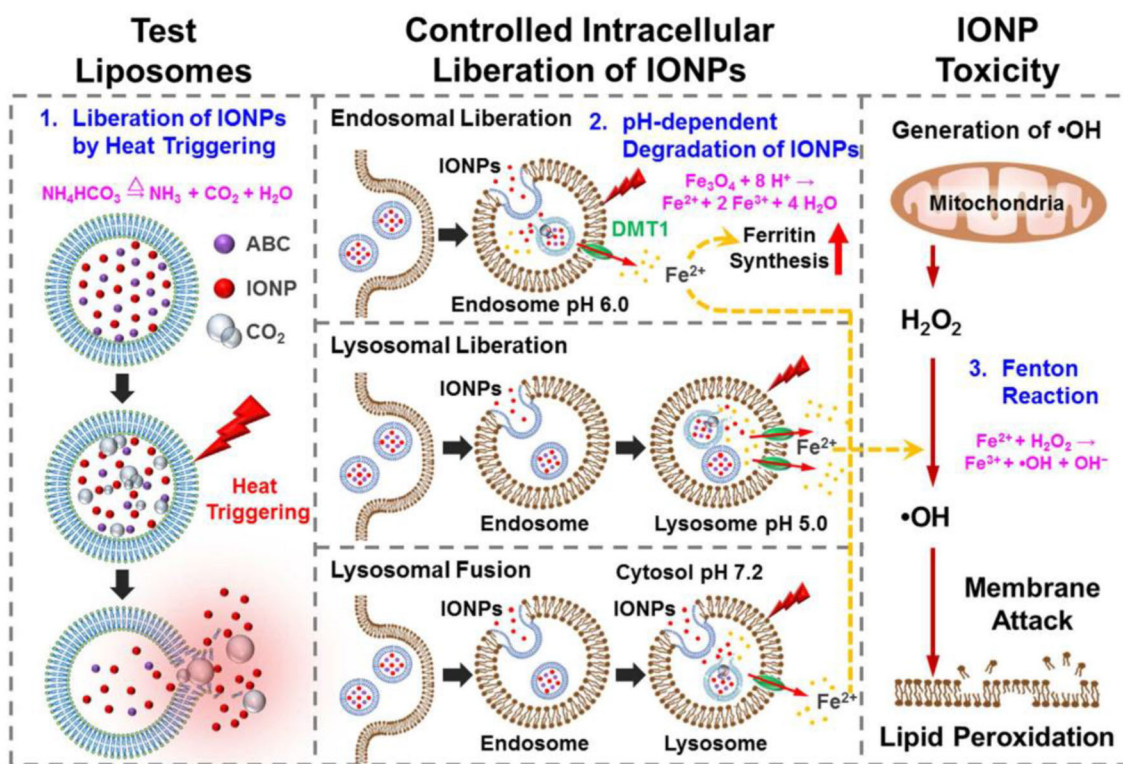 Test
Liposomes
Controlled Intracellular
Liberation of IONPs
IONP
Toxicity
1. Liberation of IONPs
by Heat Triggering
NH₄HCO₃ ⇌ NH₃ + CO₂ + H₂O
△
ABC
IONP
CO₂
Heat
Triggering
Endosomal Liberation
2. pH-dependent
Degradation of IONPs
IONPs
Fe₃O₄ + 8 H⁺ →
Fe²⁺ + 2 Fe³⁺ + 4 H₂O
DMT1
Ferritin
Synthesis
Fe²⁺
Endosome pH 6.0
Lysosomal Liberation
IONPs
Fe²⁺
Endosome
Lysosome pH 5.0
Lysosomal Fusion
Cytosol pH 7.2
IONPs
IONPs
Fe²⁺
Endosome
Lysosome
Generation of •OH
Mitochondria
H₂O₂
3. Fenton
Reaction
Fe²⁺ + H₂O₂ →
Fe³⁺ + •OH + OH⁻
•OH
Membrane
Attack
Lipid Peroxidation